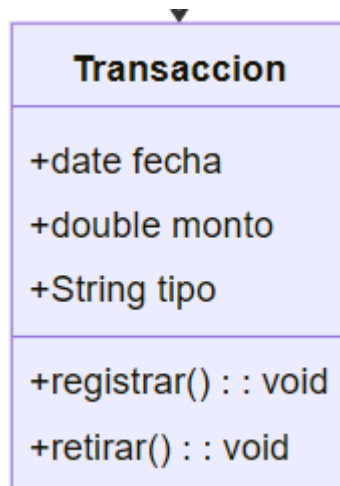 Transaccion
+date fecha
+double monto
+String tipo
+registrar() : : void
+retirar() : : void